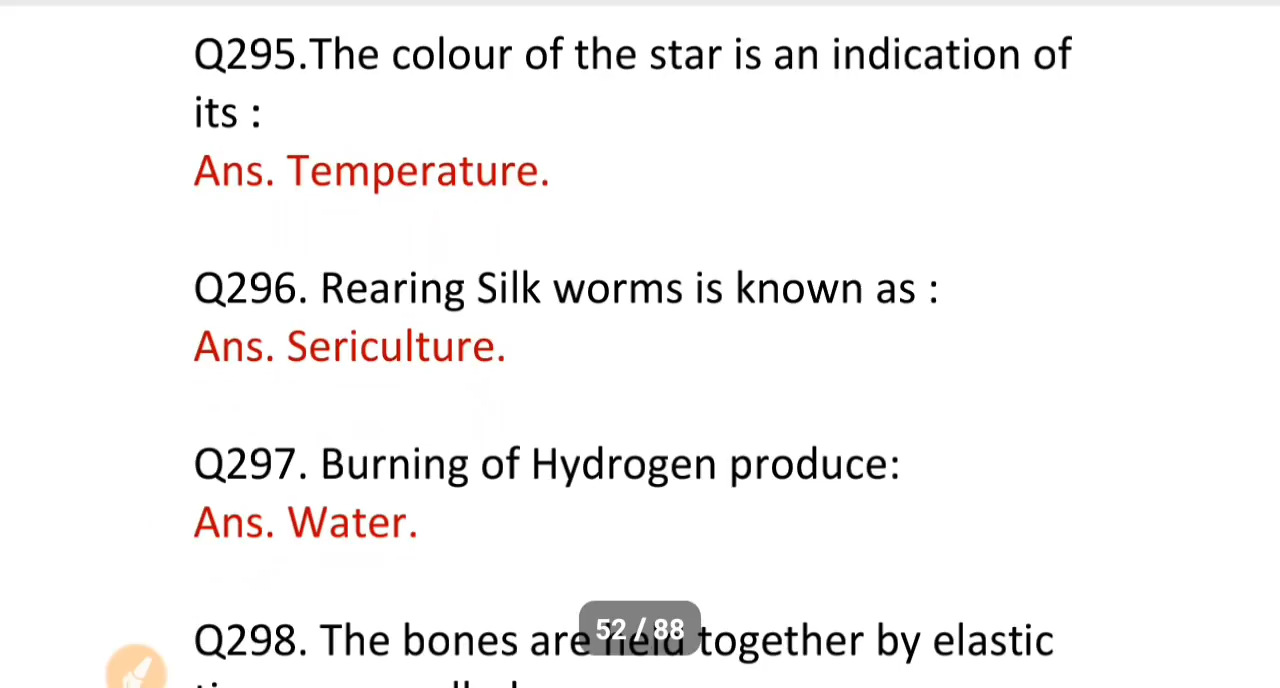 Q295.The colour of the star is an indication of
its :
Ans. Temperature.
Q296. Rearing Silk worms is known as :
Ans. Sericulture.
Q297. Burning of Hydrogen produce:
Ans. Water.
Q298. The bones are held together by elastic
52 / 88